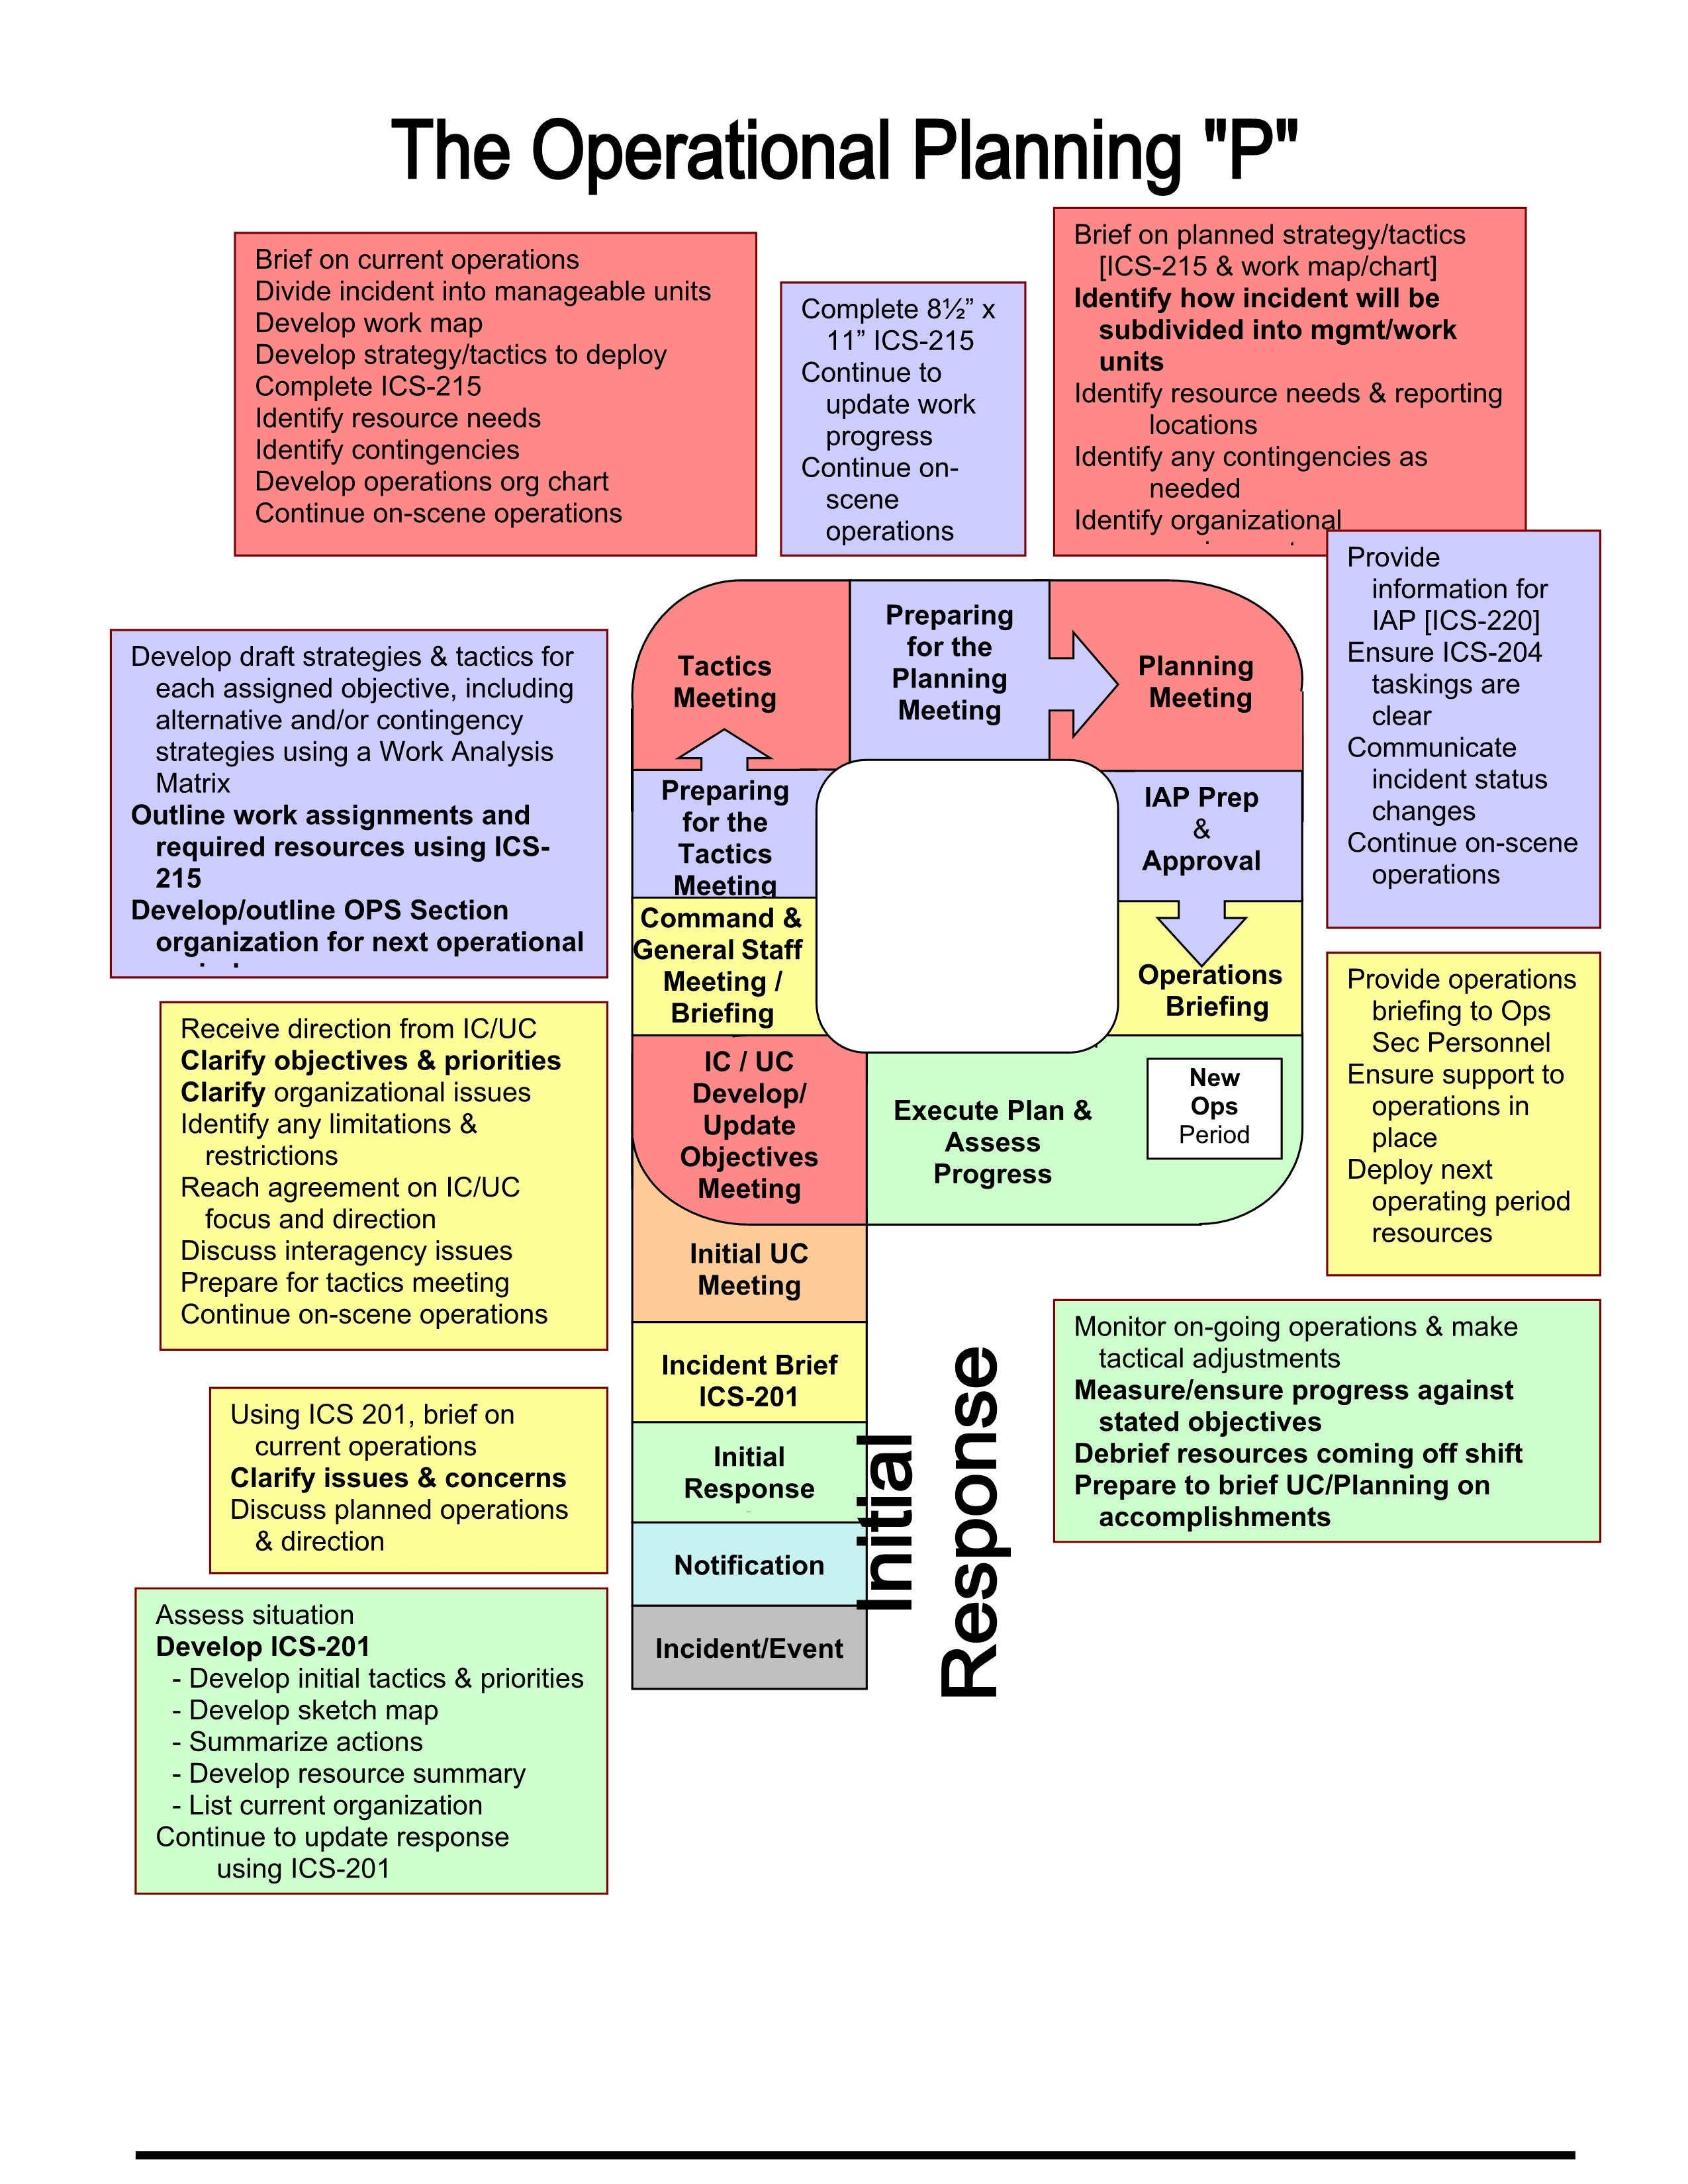 The Operational Planning "P"
Brief on current operations
Divide incident into manageable units
Develop work map
Develop strategy/tactics to deploy
Complete ICS-215
Identify resource needs
Identify contingencies
Develop operations org chart
Continue on-scene operations
Complete 8½” x
11” ICS-215
Continue to
update work
progress
Continue on-
scene
operations
Brief on planned strategy/tactics
[ICS-215 & work map/chart]
Identify how incident will be
subdivided into mgmt/work
units
Identify resource needs & reporting
locations
Identify any contingencies as
needed
Identify organizational
Provide
information for
IAP [ICS-220]
Ensure ICS-204
taskings are
clear
Communicate
incident status
changes
Continue on-scene
operations
Develop draft strategies & tactics for
each assigned objective, including
alternative and/or contingency
strategies using a Work Analysis
Matrix
Outline work assignments and
required resources using ICS-
215
Develop/outline OPS Section
organization for next operational
Tactics
Meeting
Preparing
for the
Planning
Meeting
Planning
Meeting
Preparing
for the
Tactics
Meeting
IAP Prep
&
Approval
Command &
General Staff
Meeting /
Briefing
Operations
Briefing
IC / UC
Develop/
Update
Objectives
Meeting
Execute Plan &
Assess
Progress
New
Ops
Period
Initial UC
Meeting
Incident Brief
ICS-201
Initial
Response
Notification
Incident/Event
Initial
Response
Receive direction from IC/UC
Clarify objectives & priorities
Clarify organizational issues
Identify any limitations &
restrictions
Reach agreement on IC/UC
focus and direction
Discuss interagency issues
Prepare for tactics meeting
Continue on-scene operations
Provide operations
briefing to Ops
Sec Personnel
Ensure support to
operations in
place
Deploy next
operating period
resources
Using ICS 201, brief on
current operations
Clarify issues & concerns
Discuss planned operations
& direction
Monitor on-going operations & make
tactical adjustments
Measure/ensure progress against
stated objectives
Debrief resources coming off shift
Prepare to brief UC/Planning on
accomplishments
Assess situation
Develop ICS-201
- Develop initial tactics & priorities
- Develop sketch map
- Summarize actions
- Develop resource summary
- List current organization
Continue to update response
using ICS-201